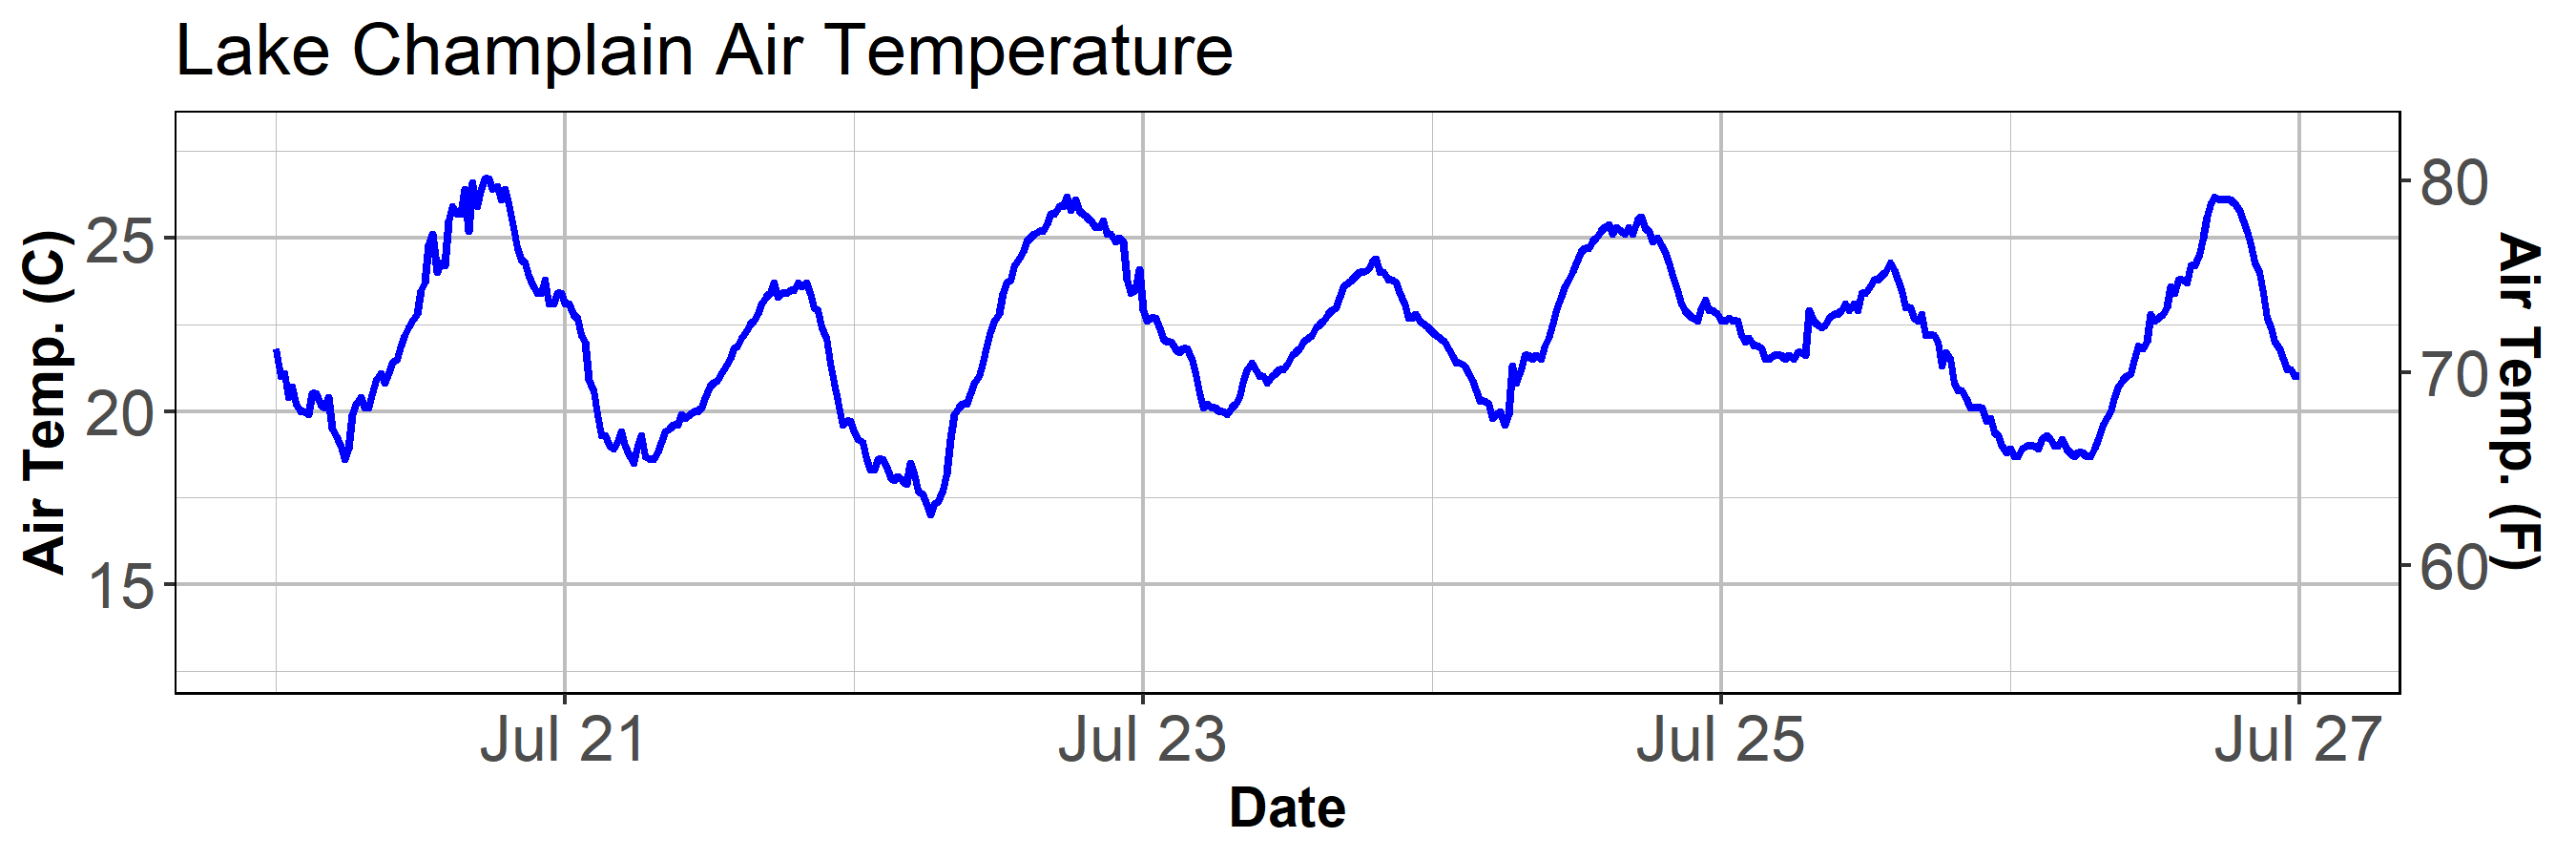 Lake Champlain Air Temperature
Air Temp. (C)
25
20
15
80
70
60
Air Temp. (F)
Jul 21
Jul 23
Jul 25
Jul 27
Date